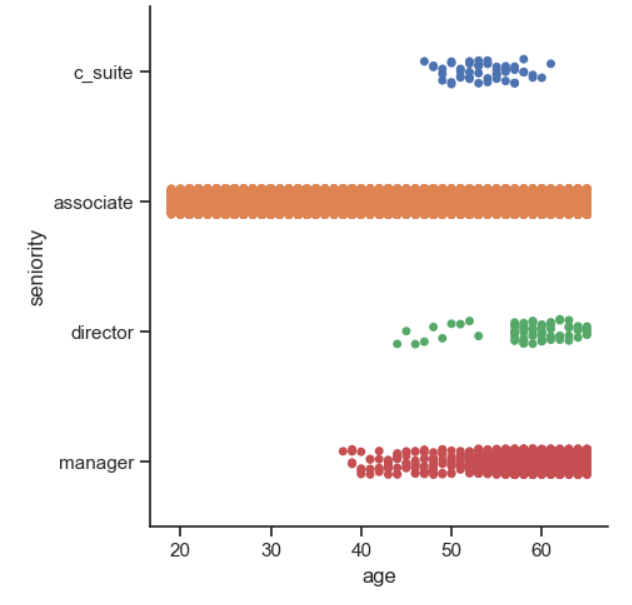 c_suite
associate
director
manager
seniority
20 30 40 50 60
age